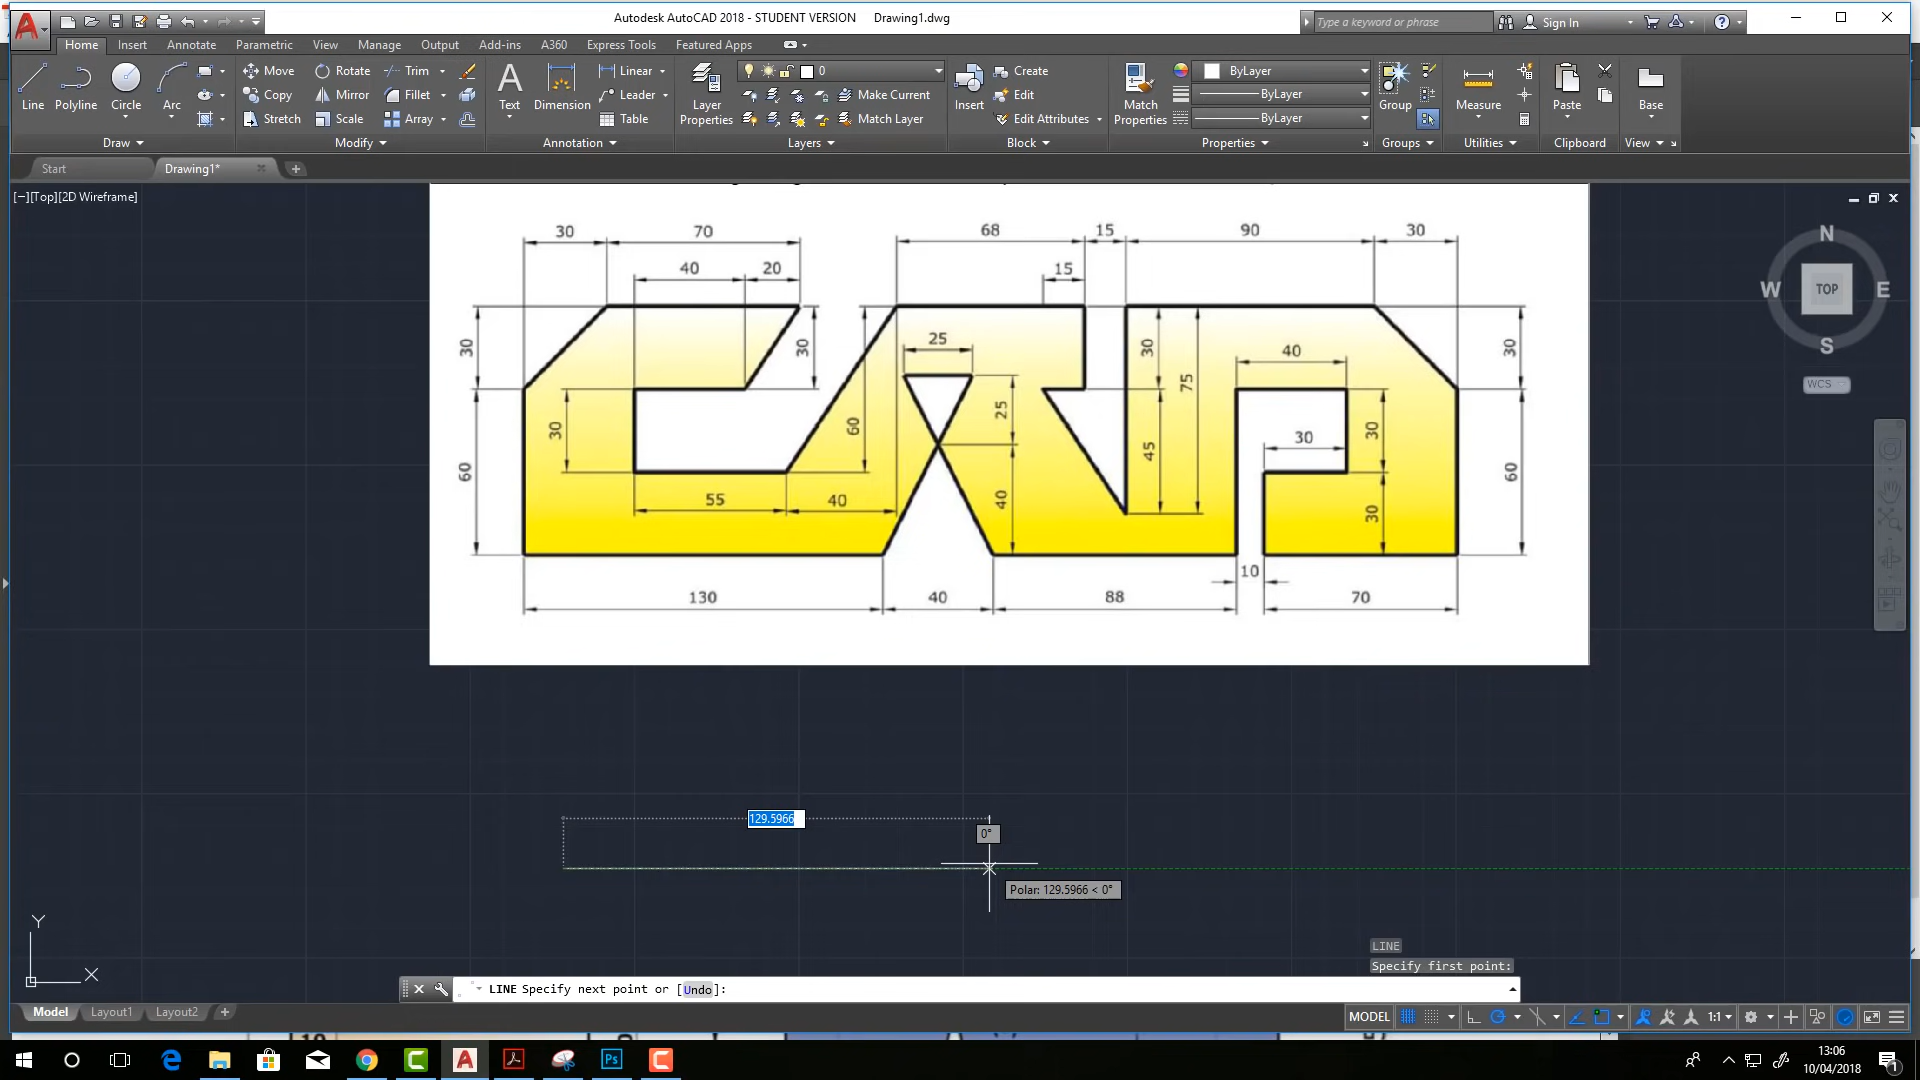 Autodesk AutoCAD 2018 - STUDENT VERSION Drawing1.dwg
Type a keyword or phrase
Sign In
Home Insert Annotate Parametric View Manage Output Add-ins A360 Express Tools Featured Apps
Line Polyline Circle Arc
Move Rotate Trim
Copy Mirror Fillet
Stretch Scale Array
Text Dimension
Linear
Leader
Table
Layer Properties
0
Make Current
Match Layer
Insert
Create
Edit
Edit Attributes
Match Properties
ByLayer
ByLayer
ByLayer
Group
Measure
Paste
Base
Draw Modify Annotation Layers Block Properties Groups Utilities Clipboard View
Start Drawing1*
[−][Top][2D Wireframe]
30 70 68 15 90 30
40 20 15
30 30 25 30 40 30
75
30 60 25 30 30
60 45 60
55 40 40 30
10
130 40 88 70
N
W TOP E
S
WCS
129.5966
0°
Polar: 129.5966 < 0°
Y
X
LINE
Specify first point:
LINE Specify next point or [Undo]:
Model Layout1 Layout2
MODEL
1:1
Ps
13:06
10/04/2018
1